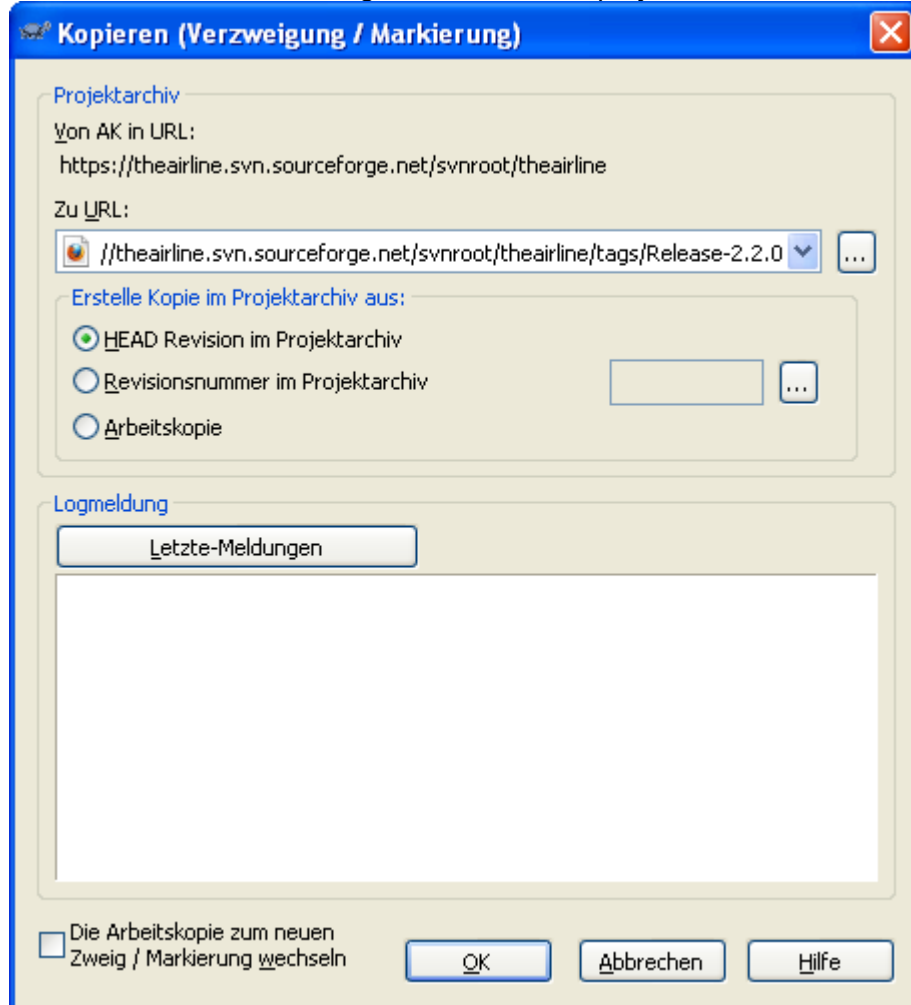 Kopieren (Verzweigung / Markierung)
Projektarchiv
Von AK in URL:
https://theairline.svn.sourceforge.net/svnroot/theairline
Zu URL:
//theairline.svn.sourceforge.net/svnroot/theairline/tags/Release-2.2.0
...
Erstelle Kopie im Projektarchiv aus:
HEAD Revision im Projektarchiv
Revisionsnummer im Projektarchiv
...
Arbeitskopie
Logmeldung
Letzte-Meldungen
Die Arbeitskopie zum neuen
Zweig / Markierung wechseln
OK
Abbrechen
Hilfe